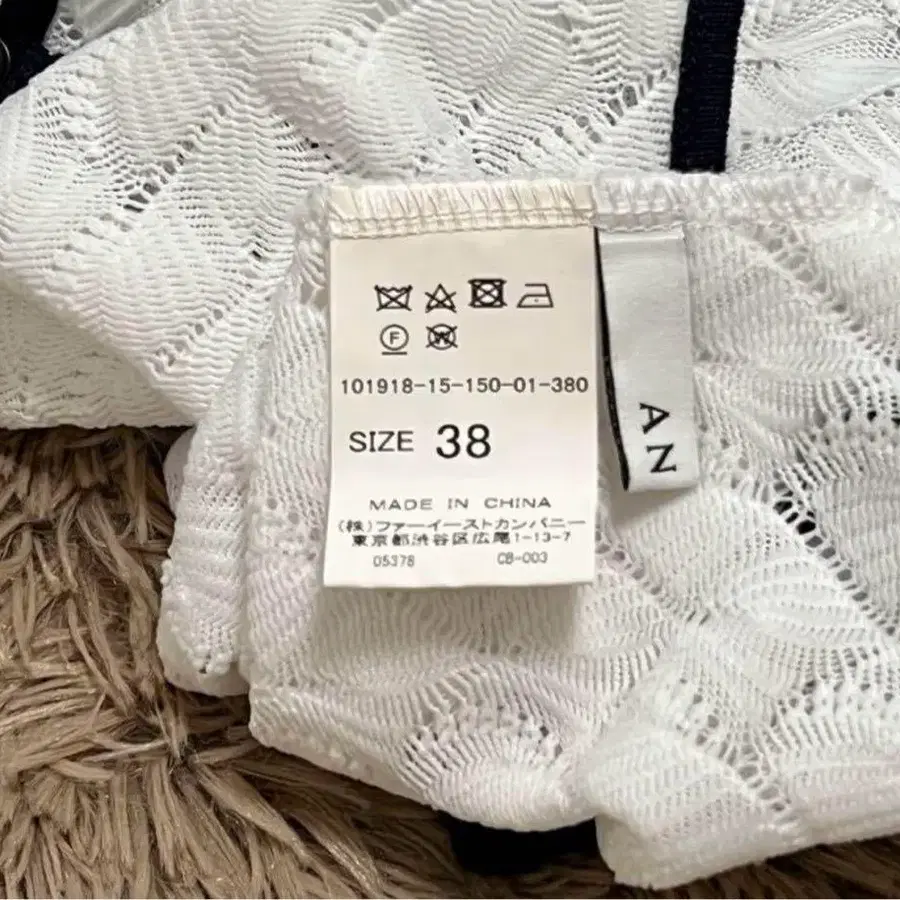 101918-15-150-01-380
SIZE 38
MADE IN CHINA
(株)ファーイーストカンパニー
東京都渋谷区広尾1-13-7
05378 CB-003
AN